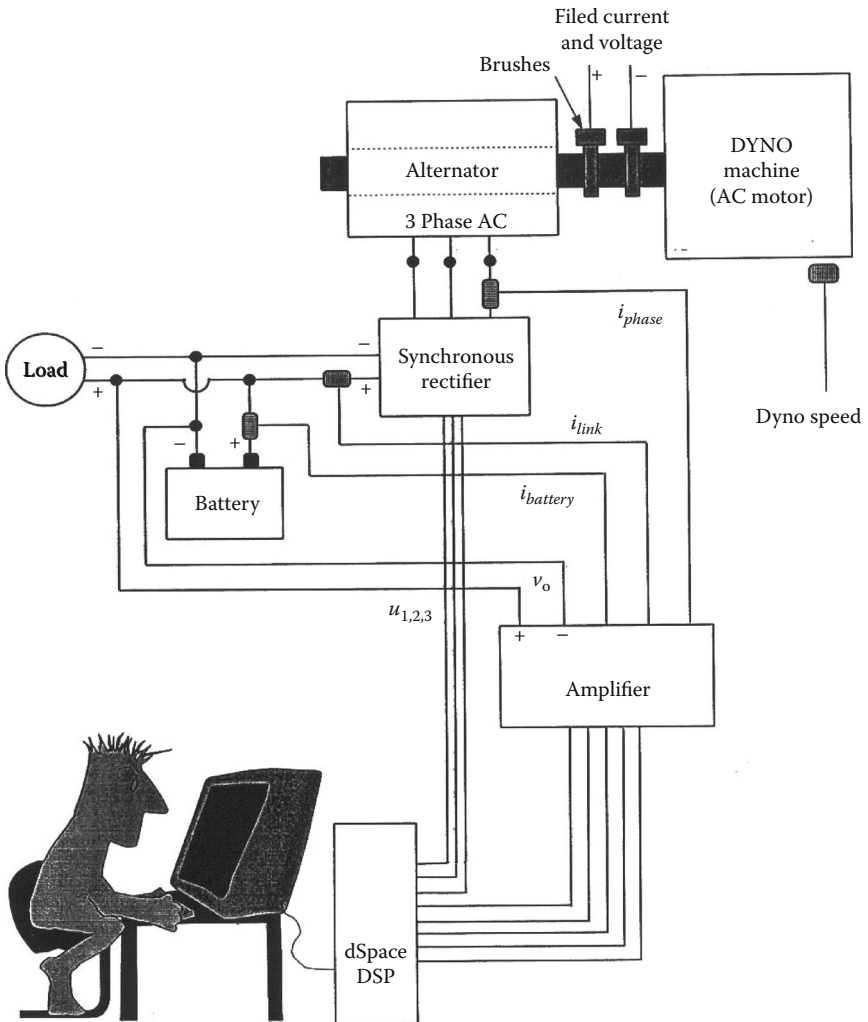 Filed current
and voltage
Brushes
+
−
DYNO
machine
(AC motor)
Alternator
3 Phase AC
i_phase
−
−
Load
Synchronous
rectifier
+
+
Dyno speed
i_link
−
+
i_battery
Battery
v_o
u_1,2,3
+
−
Amplifier
dSpace
DSP